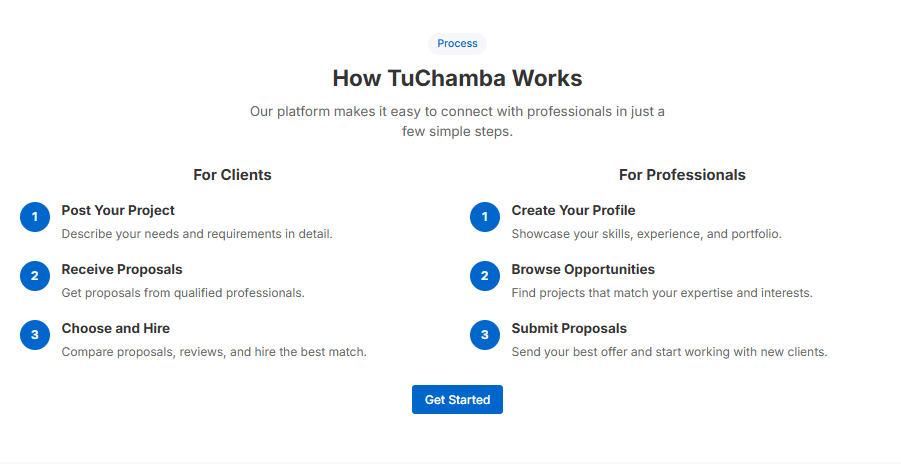 Process
How TuChamba Works
Our platform makes it easy to connect with professionals in just a
few simple steps.
For Clients
1
Post Your Project
Describe your needs and requirements in detail.
2
Receive Proposals
Get proposals from qualified professionals.
3
Choose and Hire
Compare proposals, reviews, and hire the best match.
For Professionals
1
Create Your Profile
Showcase your skills, experience, and portfolio.
2
Browse Opportunities
Find projects that match your expertise and interests.
3
Submit Proposals
Send your best offer and start working with new clients.
Get Started